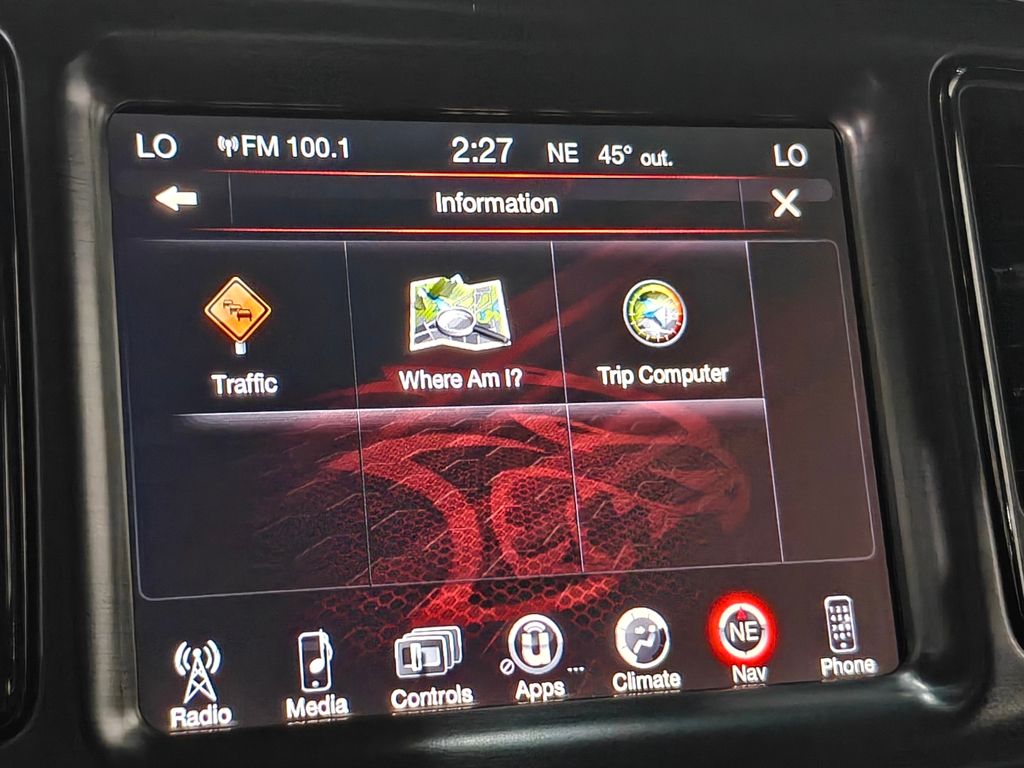 LO FM 100.1 2:27 NE 45° out. LO
Information
Traffic Where Am I? Trip Computer
NE
Radio Media Controls Apps ... Climate Nav Phone